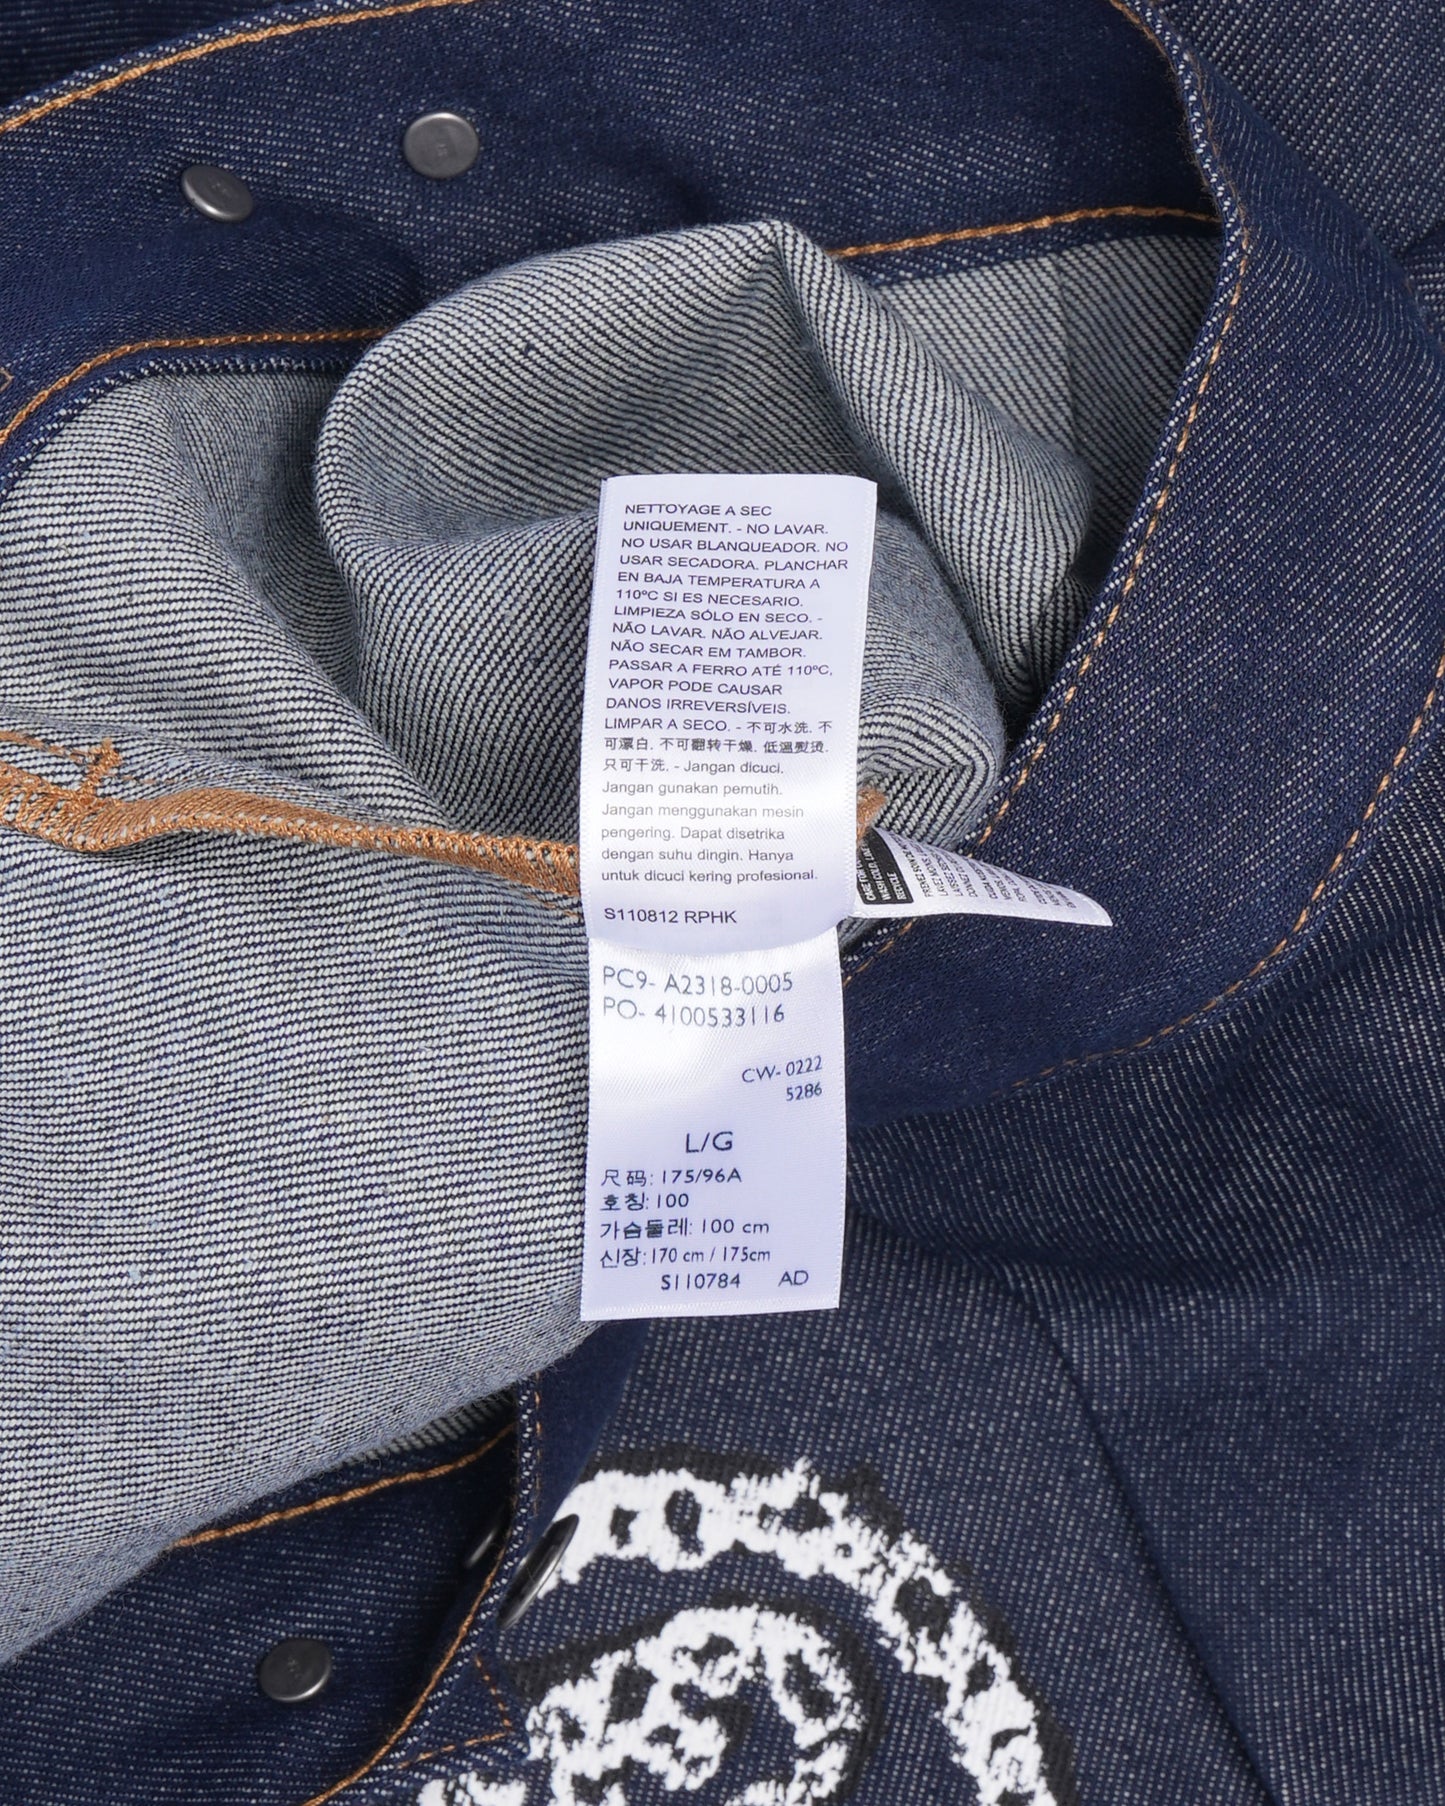 NETTOYAGE A SEC
UNIQUEMENT. - NO LAVAR.
NO USAR BLANQUEADOR. NO
USAR SECADORA. PLANCHAR
EN BAJA TEMPERATURA A
110ºC SI ES NECESARIO.
LIMPIEZA SÓLO EN SECO. -
NÃO LAVAR. NÃO ALVEJAR.
NÃO SECAR EM TAMBOR.
PASSAR A FERRO ATÉ 110ºC,
VAPOR PODE CAUSAR
DANOS IRREVERSÍVEIS.
LIMPAR A SECO. - 不可水洗. 不
可漂白. 不可翻转干燥. 低溫熨烫.
只可干洗. - Jangan dicuci.
Jangan gunakan pemutih.
Jangan menggunakan mesin
pengering. Dapat disetrika
dengan suhu dingin. Hanya
untuk dicuci kering profesional.
S110812 RPHK
PC9- A2318-0005
PO- 4100533116
CW- 0222
5286
L/G
尺码: 175/96A
호칭: 100
가슴둘레: 100 cm
신장: 170 cm / 175cm
S110784 AD
WASH COLD, LINE
RECYCLE